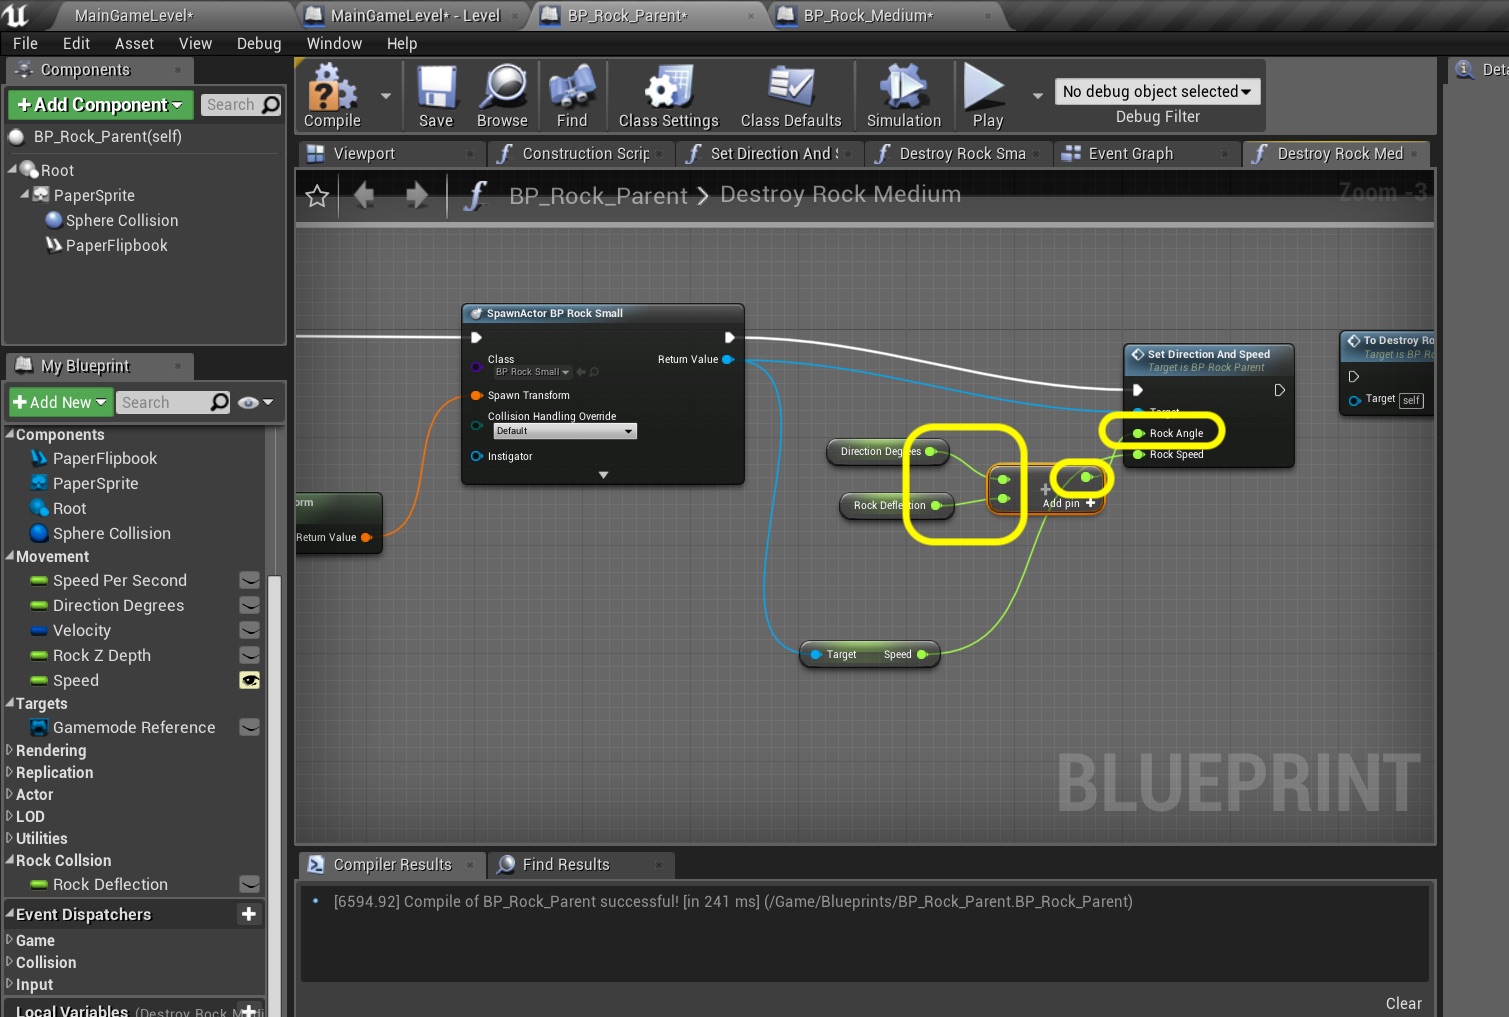 MainGameLevel*
MainGameLevel* - Level
BP_Rock_Parent*
BP_Rock_Medium*
File Edit Asset View Debug Window Help
Components
+Add Component
Search
BP_Rock_Parent(self)
Root
PaperSprite
Sphere Collision
PaperFlipbook
Compile
Save
Browse
Find
Class Settings
Class Defaults
Simulation
Play
No debug object selected
Debug Filter
Deta
Viewport
Construction Scrip
Set Direction And S
Destroy Rock Sma
Event Graph
Destroy Rock Med
BP_Rock_Parent > Destroy Rock Medium
Zoom -3
SpawnActor BP Rock Small
Class
BP Rock Small
Return Value
Spawn Transform
Collision Handling Override
Default
Instigator
orm
Return Value
Direction Degrees
Rock Deflection
Add pin +
Target Speed
Set Direction And Speed
Target is BP Rock Parent
Target
Rock Angle
Rock Speed
To Destroy Ro
Target is BP Ro
Target self
BLUEPRINT
My Blueprint
+Add New
Search
Components
PaperFlipbook
PaperSprite
Root
Sphere Collision
Movement
Speed Per Second
Direction Degrees
Velocity
Rock Z Depth
Speed
Targets
Gamemode Reference
Rendering
Replication
Actor
LOD
Utilities
Rock Collsion
Rock Deflection
Event Dispatchers
Game
Collision
Input
Local Variables (Destroy Rock Medi
Compiler Results
Find Results
[6594.92] Compile of BP_Rock_Parent successful! [in 241 ms] (/Game/Blueprints/BP_Rock_Parent.BP_Rock_Parent)
Clear